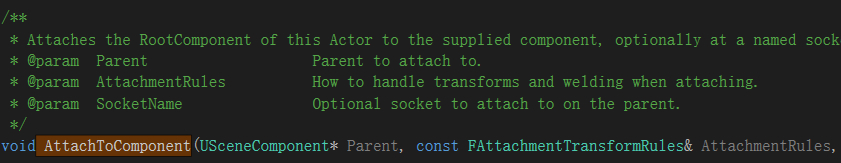 /**
* Attaches the RootComponent of this Actor to the supplied component, optionally at a named
* @param Parent Parent to attach to.
* @param AttachmentRules How to handle transforms and welding when attaching.
* @param SocketName Optional socket to attach to on the parent.
*/
void AttachToComponent(USceneComponent* Parent, const FAttachmentTransformRules& AttachmentRules,